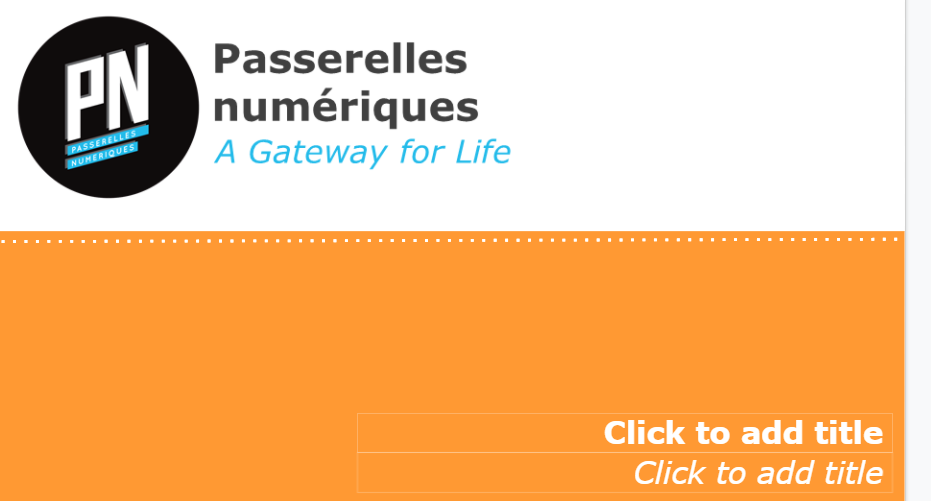 PN
PASSERELLES
NUMERIQUES
Passerelles
numériques
A Gateway for Life
Click to add title
Click to add title